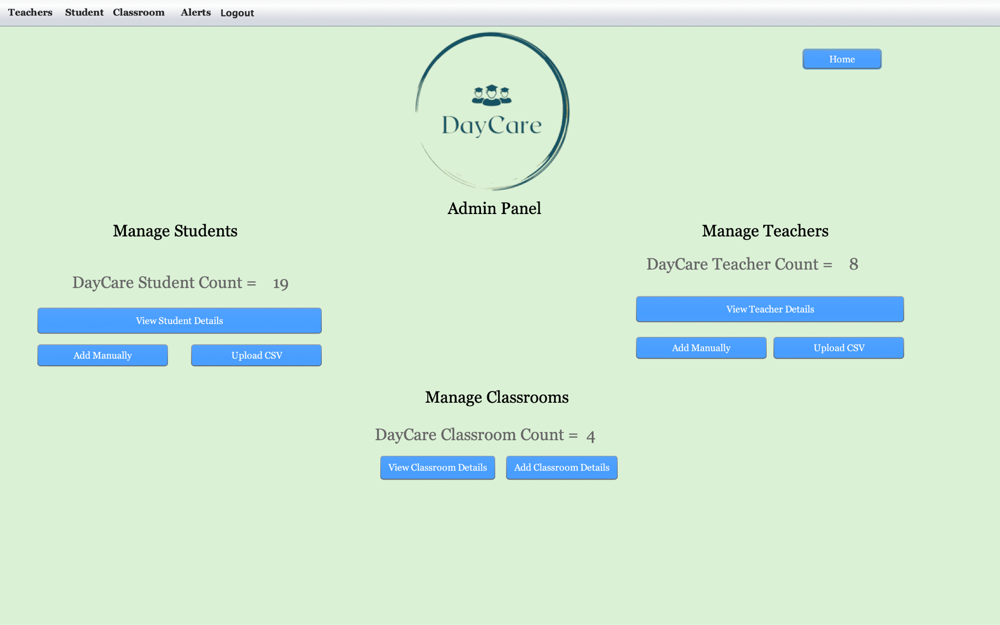 Teachers Student Classroom Alerts Logout
Home
DayCare
Admin Panel
Manage Students
DayCare Student Count = 19
View Student Details
Add Manually Upload CSV
Manage Teachers
DayCare Teacher Count = 8
View Teacher Details
Add Manually Upload CSV
Manage Classrooms
DayCare Classroom Count = 4
View Classroom Details Add Classroom Details